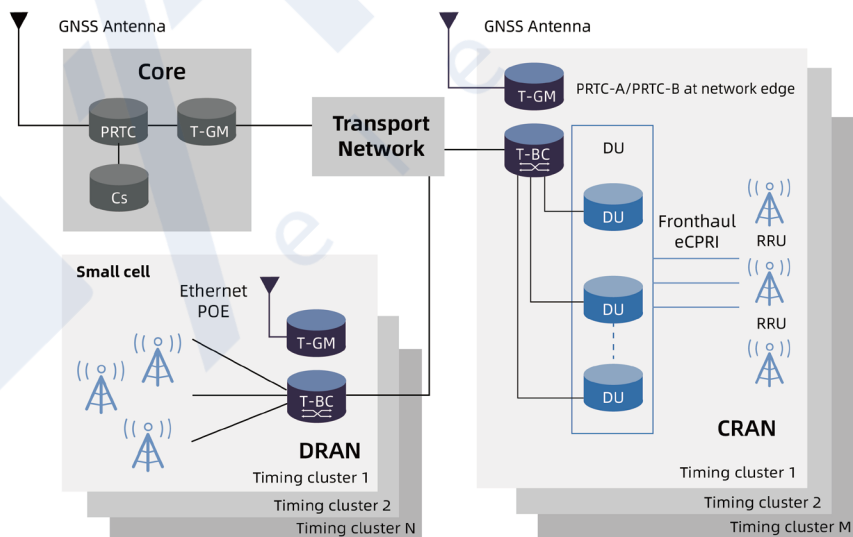 GNSS Antenna
Core
PRTC
T-GM
Cs
Transport
Network
GNSS Antenna
T-GM
PRTC-A/PRTC-B at network edge
T-BC
DU
DU
DU
DU
Fronthaul
eCPRI
RRU
RRU
CRAN
Timing cluster 1
Timing cluster 2
Timing cluster M
Small cell
Ethernet
POE
T-GM
T-BC
DRAN
Timing cluster 1
Timing cluster 2
Timing cluster N